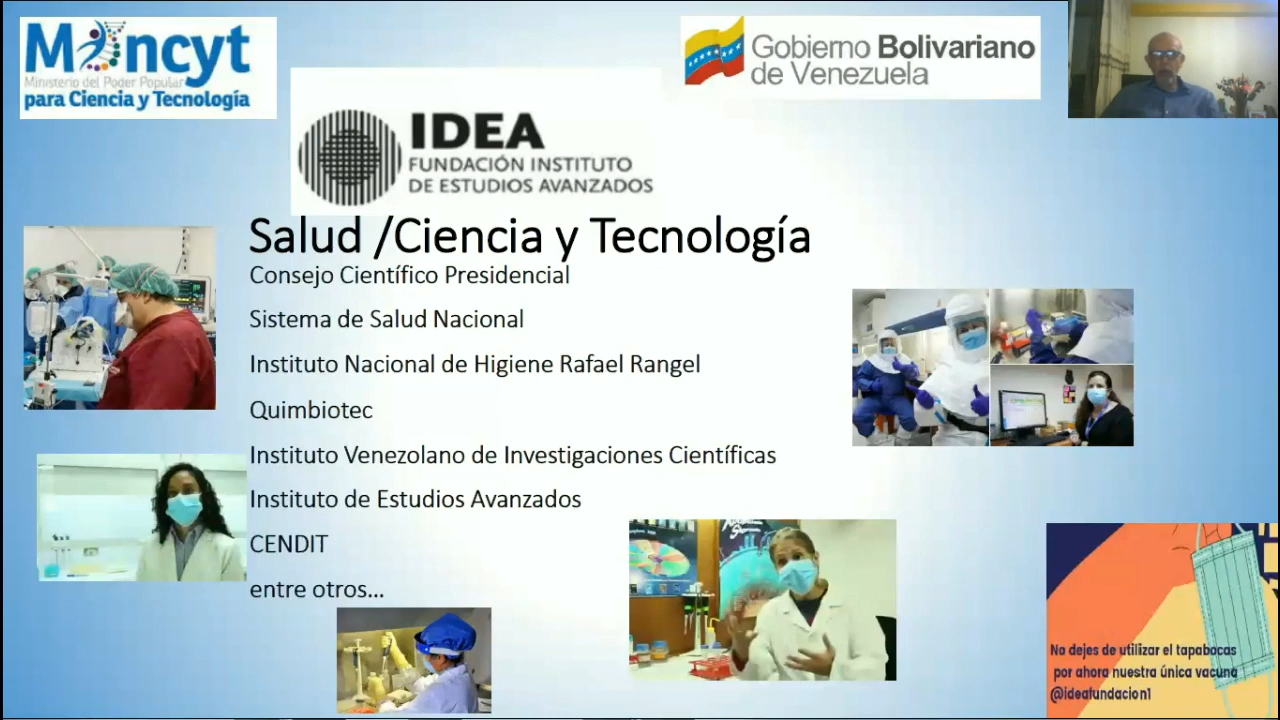 Mincyt
Ministerio del Poder Popular
para Ciencia y Tecnología
Gobierno Bolivariano
de Venezuela
IDEA
FUNDACIÓN INSTITUTO
DE ESTUDIOS AVANZADOS
Salud /Ciencia y Tecnología
Consejo Científico Presidencial
Sistema de Salud Nacional
Instituto Nacional de Higiene Rafael Rangel
Quimbiotec
Instituto Venezolano de Investigaciones Científicas
Instituto de Estudios Avanzados
CENDIT
entre otros...
No dejes de utilizar el tapabocas
por ahora nuestra única vacuna
@ideafundacion1